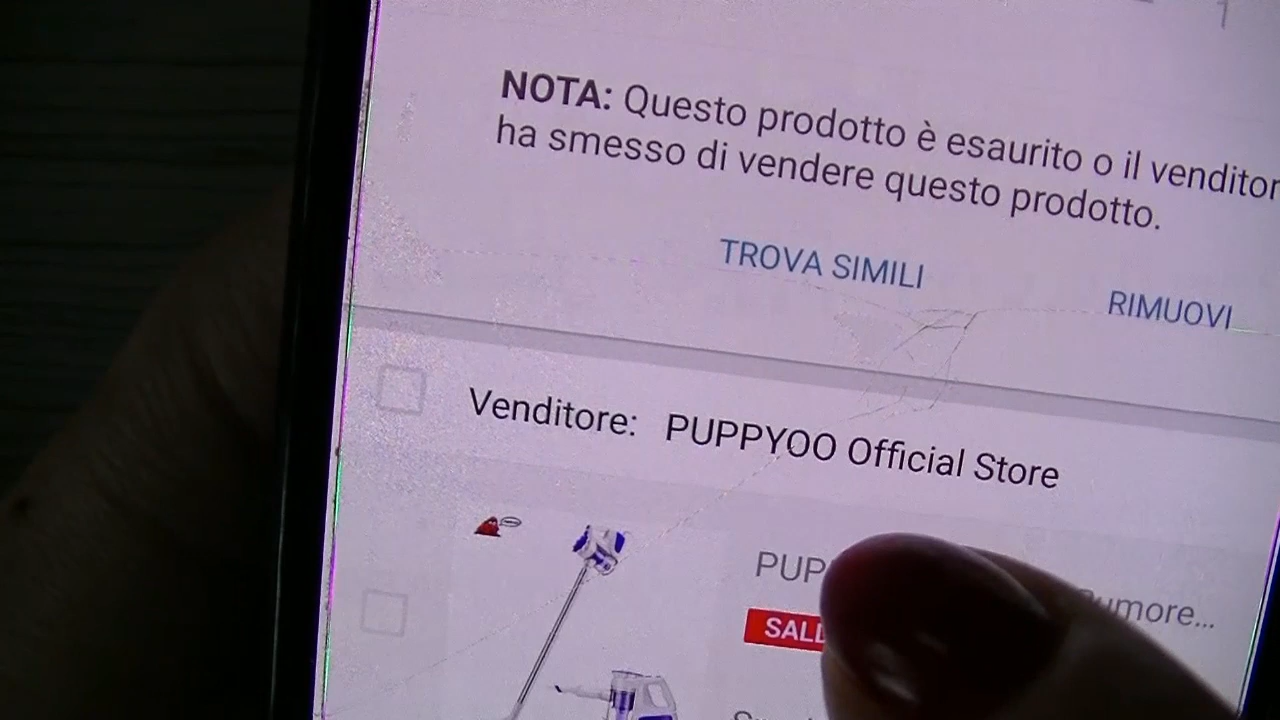 NOTA: Questo prodotto è esaurito o il venditor
ha smesso di vendere questo prodotto.
TROVA SIMILI
RIMUOVI
Venditore: PUPPYOO Official Store
PUP umore...
SALD